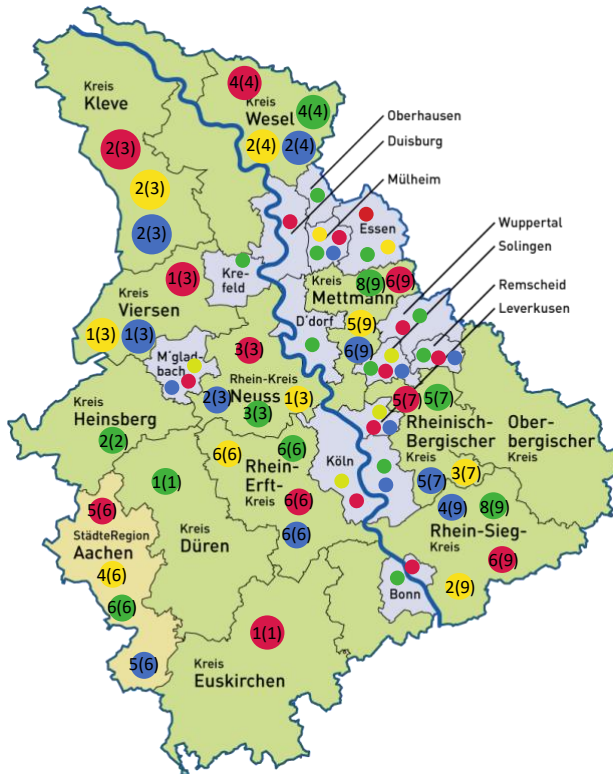 4(4)
Kreis
Wesel
4(4)
2(4)
2(4)
Kreis
Kleve
2(3)
2(3)
2(3)
Oberhausen
Duisburg
Mülheim
Essen
Wuppertal
Solingen
Remscheid
Leverkusen
1(3)
Kreis
Viersen
1(3)
1(3)
Kre-
feld
8(9)
6(9)
Kreis
Mettmann
5(9)
6(9)
D'dorf
M'glad-
bach
3(3)
Rhein-Kreis
Neuss
2(3)
1(3)
3(3)
5(7)
5(7)
Rheinisch-
Bergischer
Kreis
5(7)
3(7)
Ober-
bergischer
Kreis
Kreis
Heinsberg
2(2)
6(6)
6(6)
Rhein-
Erft-
Kreis
6(6)
6(6)
Köln
1(1)
Kreis
Düren
4(9)
8(9)
Rhein-Sieg-
Kreis
6(9)
2(9)
5(6)
StädteRegion
Aachen
4(6)
6(6)
5(6)
Bonn
1(1)
Kreis
Euskirchen